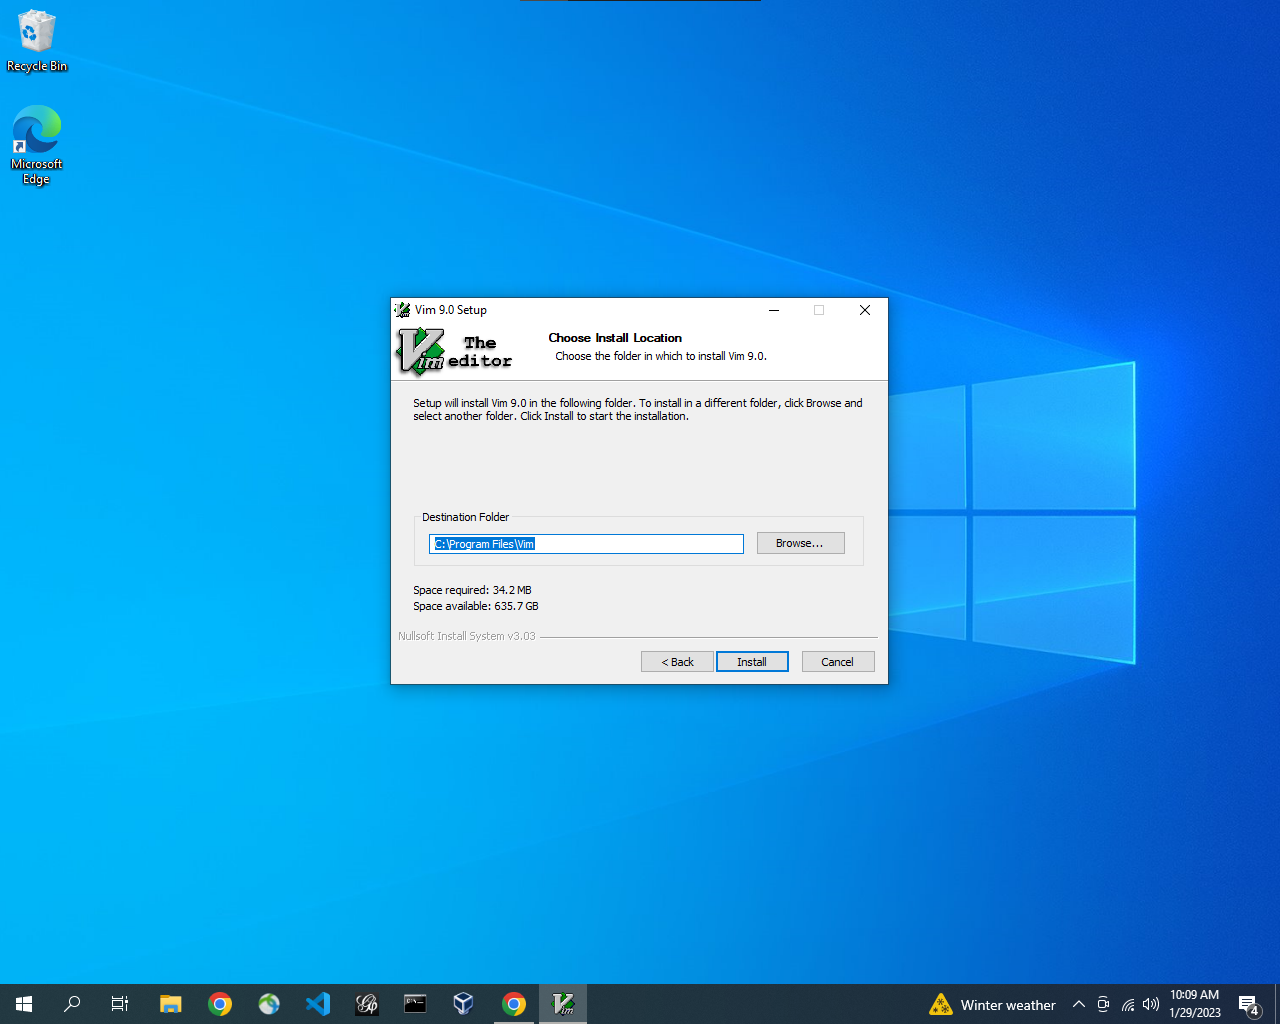 Recycle Bin
Microsoft
Edge
Vim 9.0 Setup
Vim
The
editor
Choose Install Location
Choose the folder in which to install Vim 9.0.
Setup will install Vim 9.0 in the following folder. To install in a different folder, click Browse and
select another folder. Click Install to start the installation.
Destination Folder
C:\Program Files\Vim
Browse...
Space required: 34.2 MB
Space available: 635.7 GB
Nullsoft Install System v3.03
< Back
Install
Cancel
Winter weather
10:09 AM
1/29/2023
4